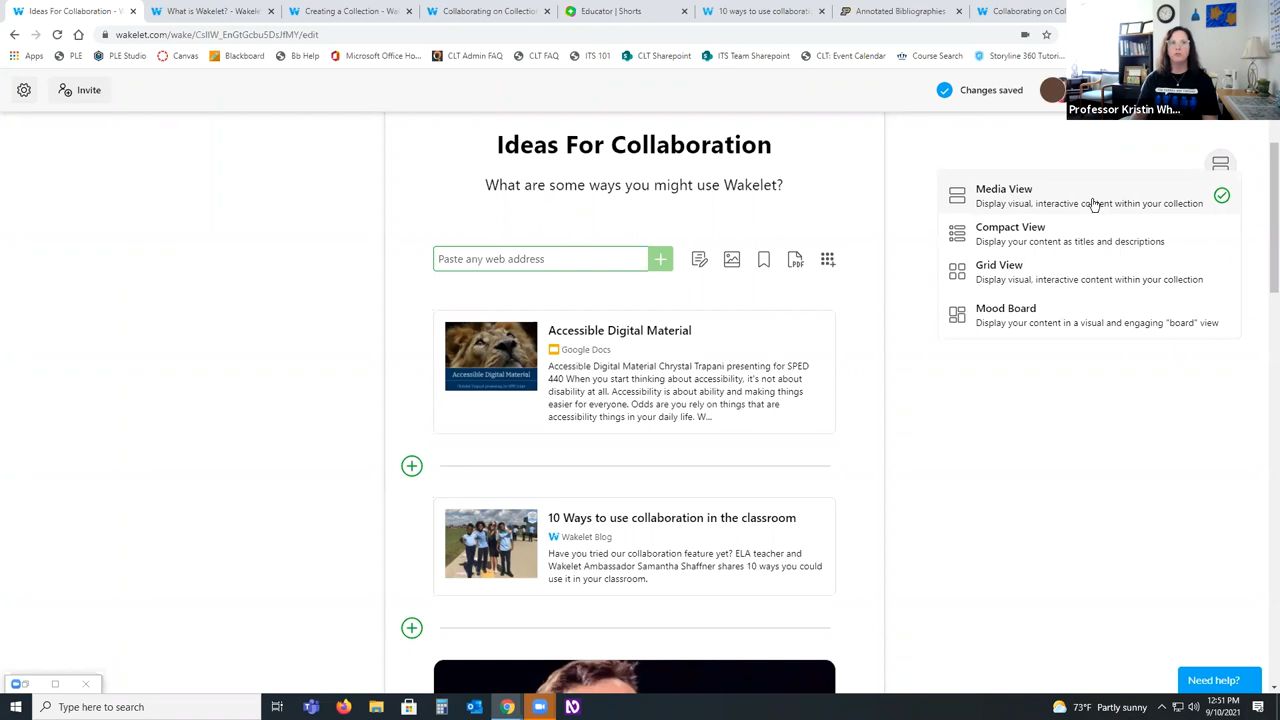 Ideas For Collaboration - W
What is Wakelet? - Wakelet
Creating a Collection - Wakelet
Collaborating on Collection
Educator | Shorts
10 ways to use collaboratio
Annotated Bibliographies
Collaborating on Co
wakelet.com/wake/CslIW_EnGtGcbu5DsJfMY/edit
Apps
PLE
PLE Studio
Canvas
Blackboard
Bb Help
Microsoft Office Ho...
CLT Admin FAQ
CLT FAQ
ITS 101
CLT Sharepoint
ITS Team Sharepoint
CLT: Event Calendar
Course Search
Storyline 360 Tutori...
Invite
Changes saved
Professor Kristin Wh...
Ideas For Collaboration
What are some ways you might use Wakelet?
Media View
Display visual, interactive content within your collection
Compact View
Display your content as titles and descriptions
Grid View
Display visual, interactive content within your collection
Mood Board
Display your content in a visual and engaging "board" view
Paste any web address
PDF
Accessible Digital Material
Accessible Digital Material
Google Docs
Accessible Digital Material Chrystal Trapani presenting for SPED
440 When you start thinking about accessibility, it's not about
disability at all. Accessibility is about ability and making things
easier for everyone. Odds are you rely on things that are
accessibility things in your daily life. W...
10 Ways to use collaboration in the classroom
Wakelet Blog
Have you tried our collaboration feature yet? ELA teacher and
Wakelet Ambassador Samantha Shaffner shares 10 ways you could
use it in your classroom.
Need help?
Type here to search
73°F Partly sunny
12:51 PM
9/10/2021